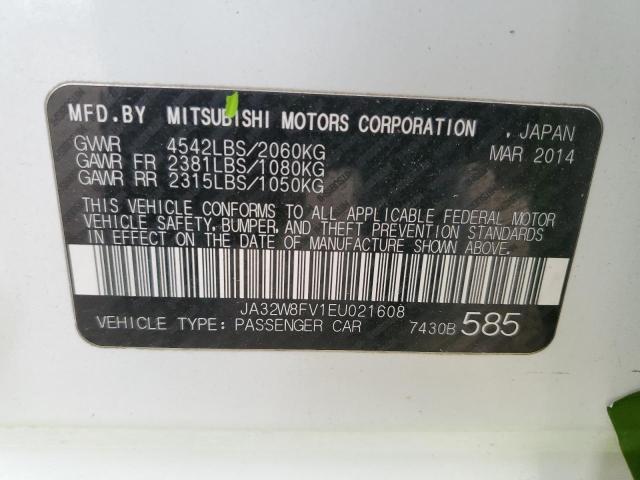 MFD.BY MITSUBISHI MOTORS CORPORATION , JAPAN
GVWR 4542LBS/2060KG MAR 2014
GAWR FR 2381LBS/1080KG
GAWR RR 2315LBS/1050KG
THIS VEHICLE CONFORMS TO ALL APPLICABLE FEDERAL MOTOR
VEHICLE SAFETY, BUMPER, AND THEFT PREVENTION STANDARDS
IN EFFECT ON THE DATE OF MANUFACTURE SHOWN ABOVE.
JA32W8FV1EU021608
VEHICLE TYPE: PASSENGER CAR 7430B 585